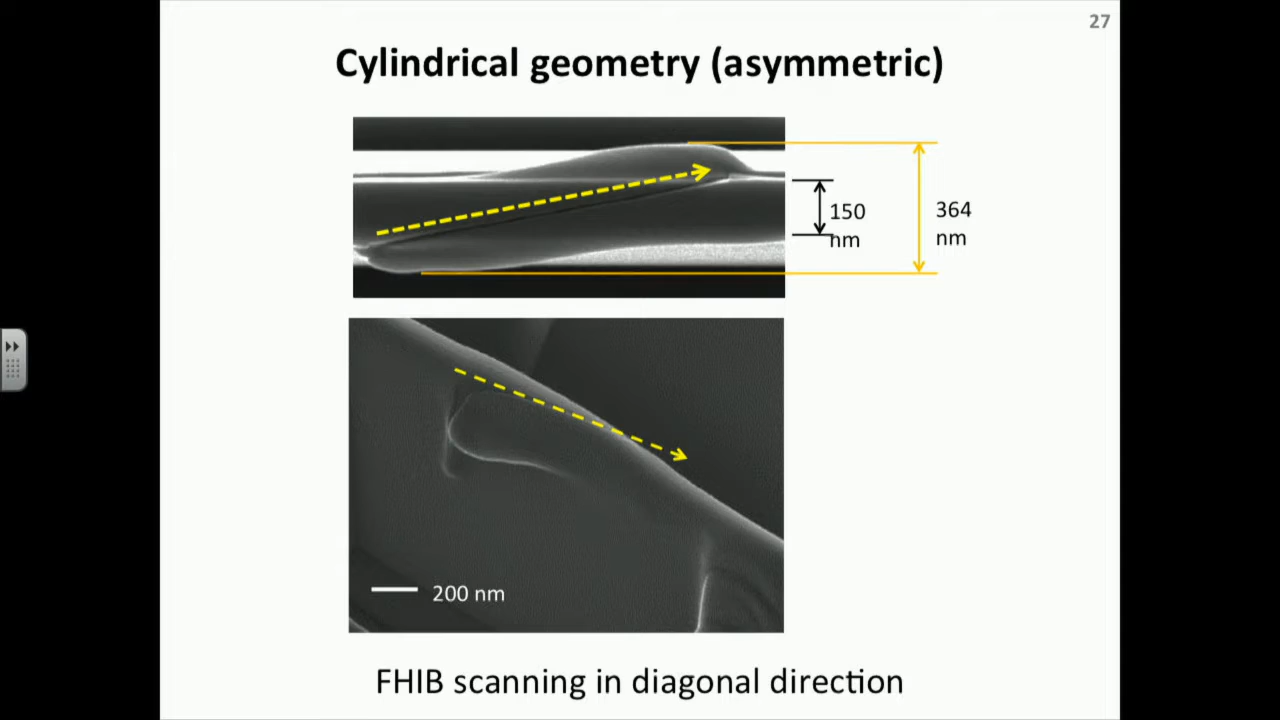 27
Cylindrical geometry (asymmetric)
150
nm
364
nm
200 nm
FHIB scanning in diagonal direction